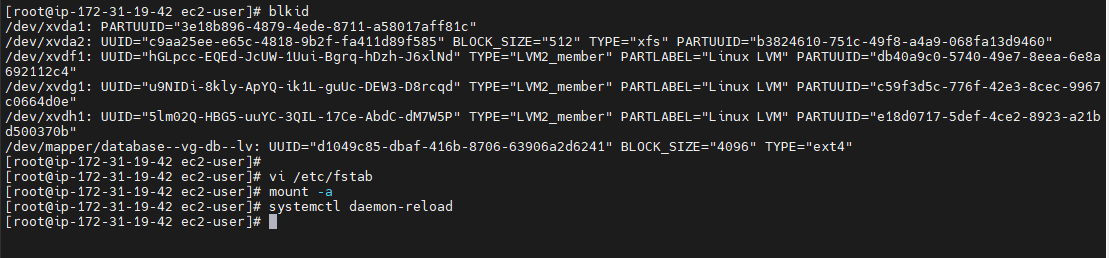 [root@ip-172-31-19-42 ec2-user]# blkid
/dev/xvda1: PARTUUID="3e18b896-4879-4ede-8711-a58017aff81c"
/dev/xvda2: UUID="c9aa25ee-e65c-4818-9b2f-fa411d89f585" BLOCK_SIZE="512" TYPE="xfs" PARTUUID="b3824610-751c-49f8-a4a9-068fa13d9460"
/dev/xvdf1: UUID="hGLpcc-EQEd-JcUW-1Uui-Bgrq-hDzh-J6xlNd" TYPE="LVM2_member" PARTLABEL="Linux LVM" PARTUUID="db40a9c0-5740-49e7-8eea-6e8a
692112c4"
/dev/xvdg1: UUID="u9NIDi-8kly-ApYQ-ik1L-guUc-DEW3-D8rcqd" TYPE="LVM2_member" PARTLABEL="Linux LVM" PARTUUID="c59f3d5c-776f-42e3-8cec-9967
c0664d0e"
/dev/xvdh1: UUID="5lm02Q-HBG5-uuYC-3QIL-17Ce-AbdC-dM7W5P" TYPE="LVM2_member" PARTLABEL="Linux LVM" PARTUUID="e18d0717-5def-4ce2-8923-a21b
d500370b"
/dev/mapper/database--vg-db--lv: UUID="d1049c85-dbaf-416b-8706-63906a2d6241" BLOCK_SIZE="4096" TYPE="ext4"
[root@ip-172-31-19-42 ec2-user]#
[root@ip-172-31-19-42 ec2-user]# vi /etc/fstab
[root@ip-172-31-19-42 ec2-user]# mount -a
[root@ip-172-31-19-42 ec2-user]# systemctl daemon-reload
[root@ip-172-31-19-42 ec2-user]#